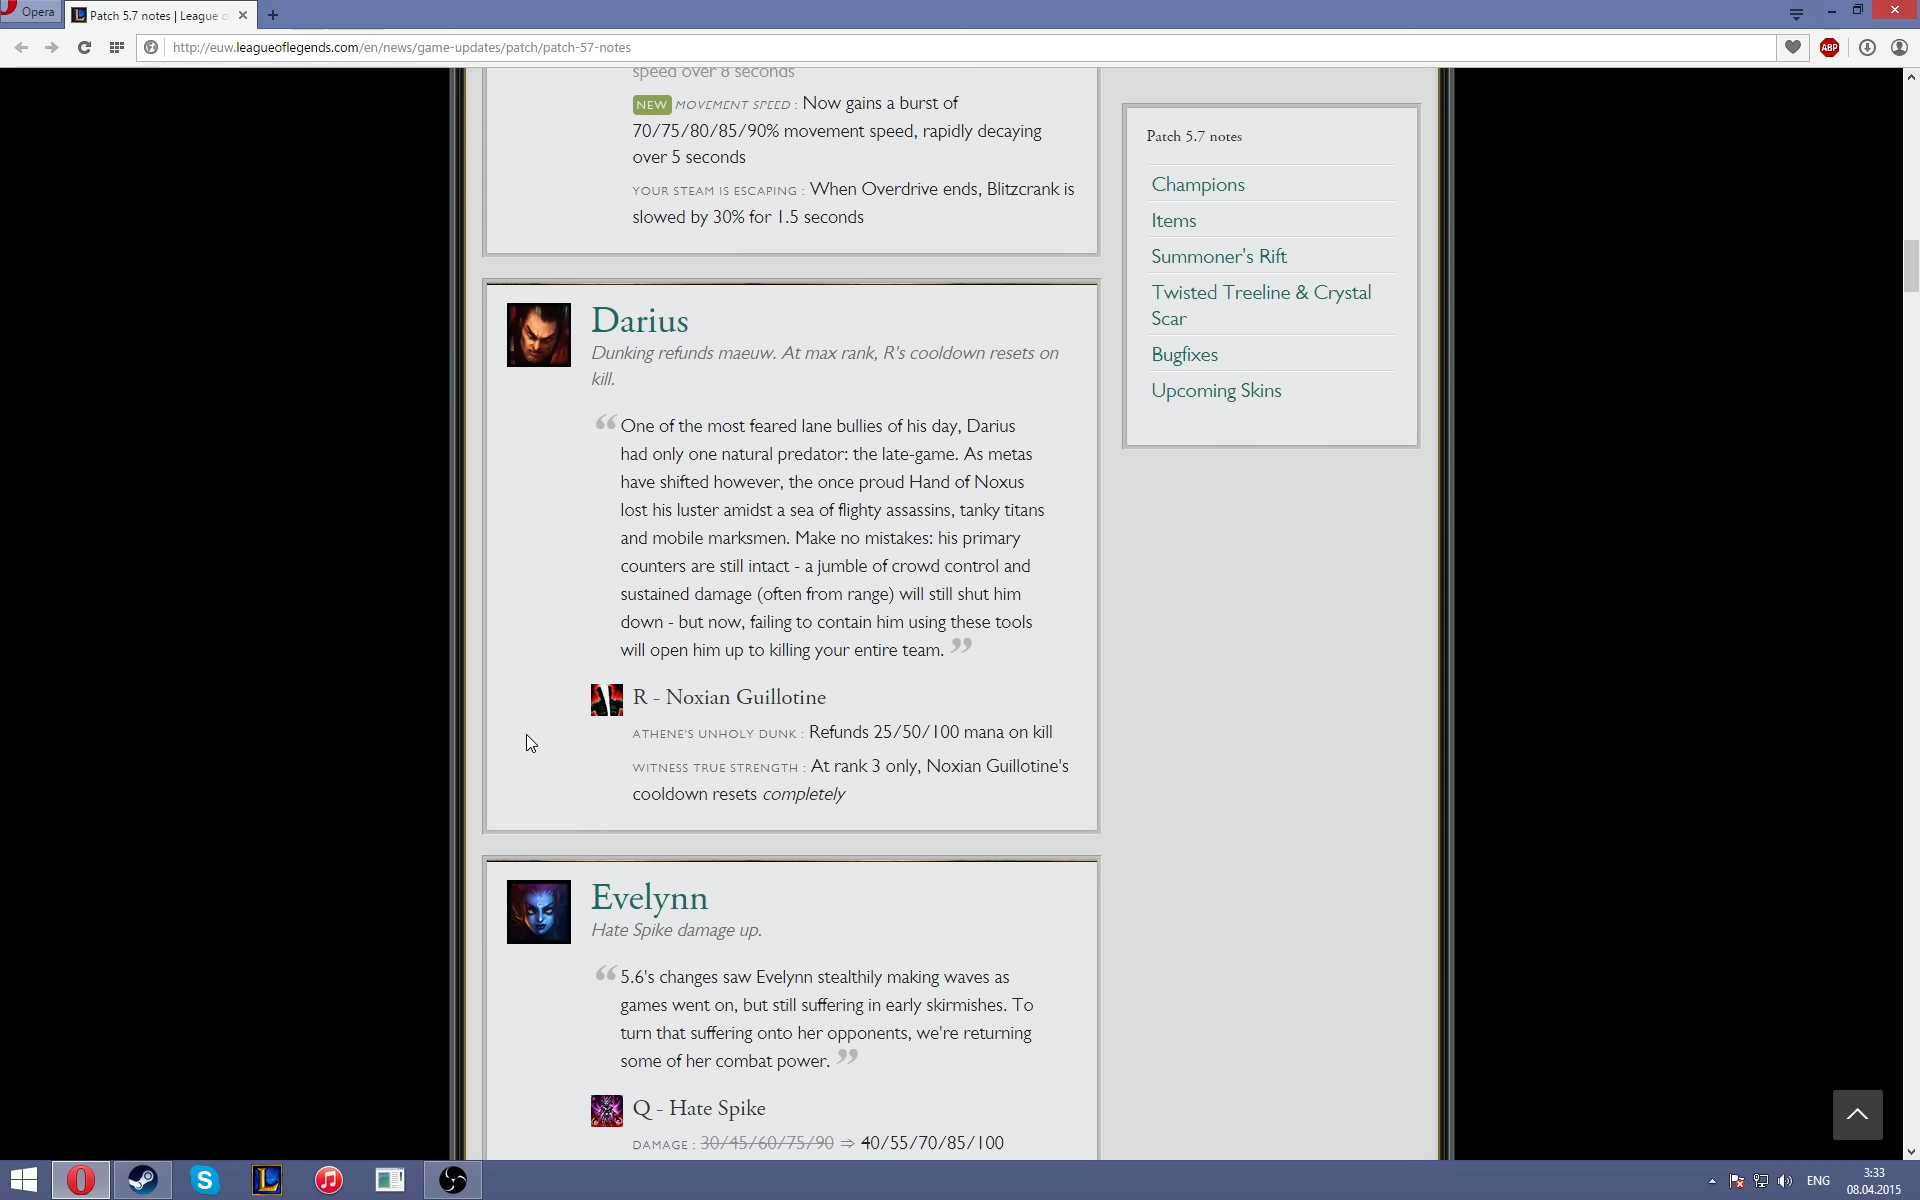 Opera
Patch 5.7 notes | League o
http://euw.leagueoflegends.com/en/news/game-updates/patch/patch-57-notes
ABP
speed over 8 seconds
NEW MOVEMENT SPEED : Now gains a burst of
70/75/80/85/90% movement speed, rapidly decaying
over 5 seconds
YOUR STEAM IS ESCAPING : When Overdrive ends, Blitzcrank is
slowed by 30% for 1.5 seconds
Darius
Dunking refunds maeuw. At max rank, R's cooldown resets on
kill.
“ One of the most feared lane bullies of his day, Darius
had only one natural predator: the late-game. As metas
have shifted however, the once proud Hand of Noxus
lost his luster amidst a sea of flighty assassins, tanky titans
and mobile marksmen. Make no mistakes: his primary
counters are still intact - a jumble of crowd control and
sustained damage (often from range) will still shut him
down - but now, failing to contain him using these tools
will open him up to killing your entire team. ”
R - Noxian Guillotine
ATHENE'S UNHOLY DUNK : Refunds 25/50/100 mana on kill
WITNESS TRUE STRENGTH : At rank 3 only, Noxian Guillotine's
cooldown resets completely
Evelynn
Hate Spike damage up.
“ 5.6's changes saw Evelynn stealthily making waves as
games went on, but still suffering in early skirmishes. To
turn that suffering onto her opponents, we're returning
some of her combat power. ”
Q - Hate Spike
DAMAGE : 30/45/60/75/90 ⇒ 40/55/70/85/100
Patch 5.7 notes
Champions
Items
Summoner's Rift
Twisted Treeline & Crystal
Scar
Bugfixes
Upcoming Skins
ENG
3:33
08.04.2015